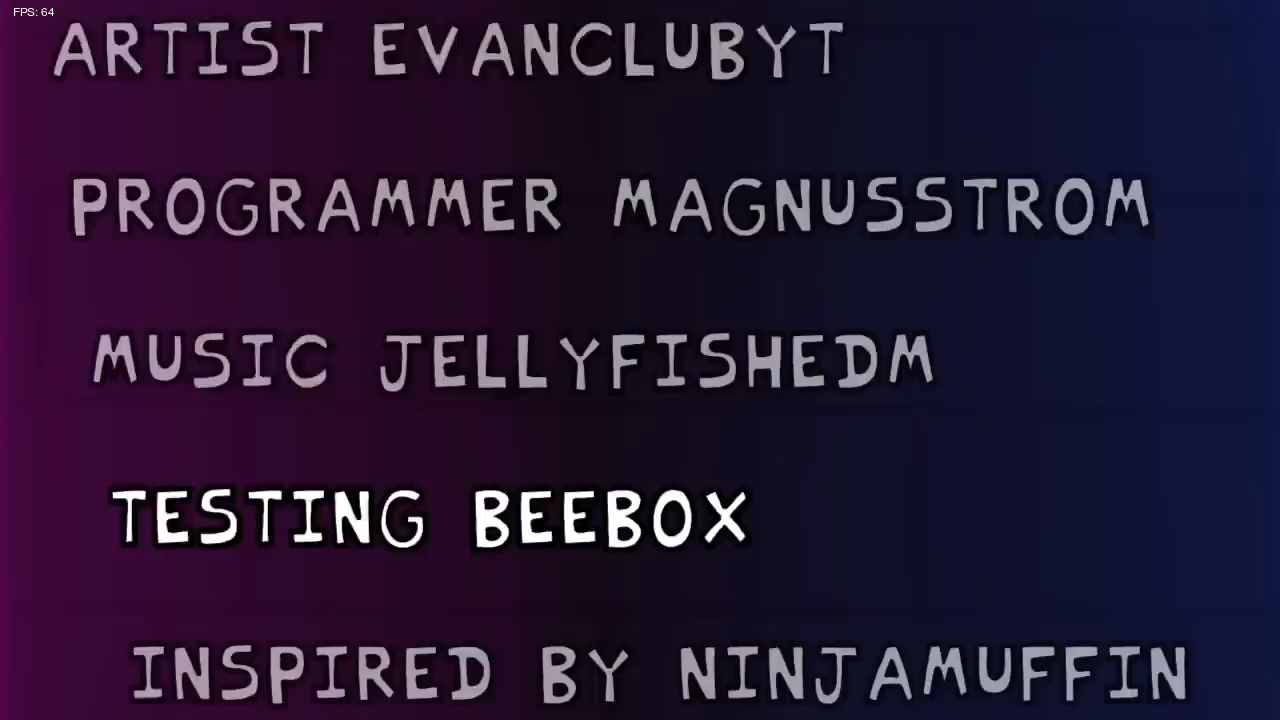 FPS: 64
ARTIST EVANCLUBYT
PROGRAMMER MAGNUSSTROM
MUSIC JELLYFISHEDM
TESTING BEEBOX
INSPIRED BY NINJAMUFFIN